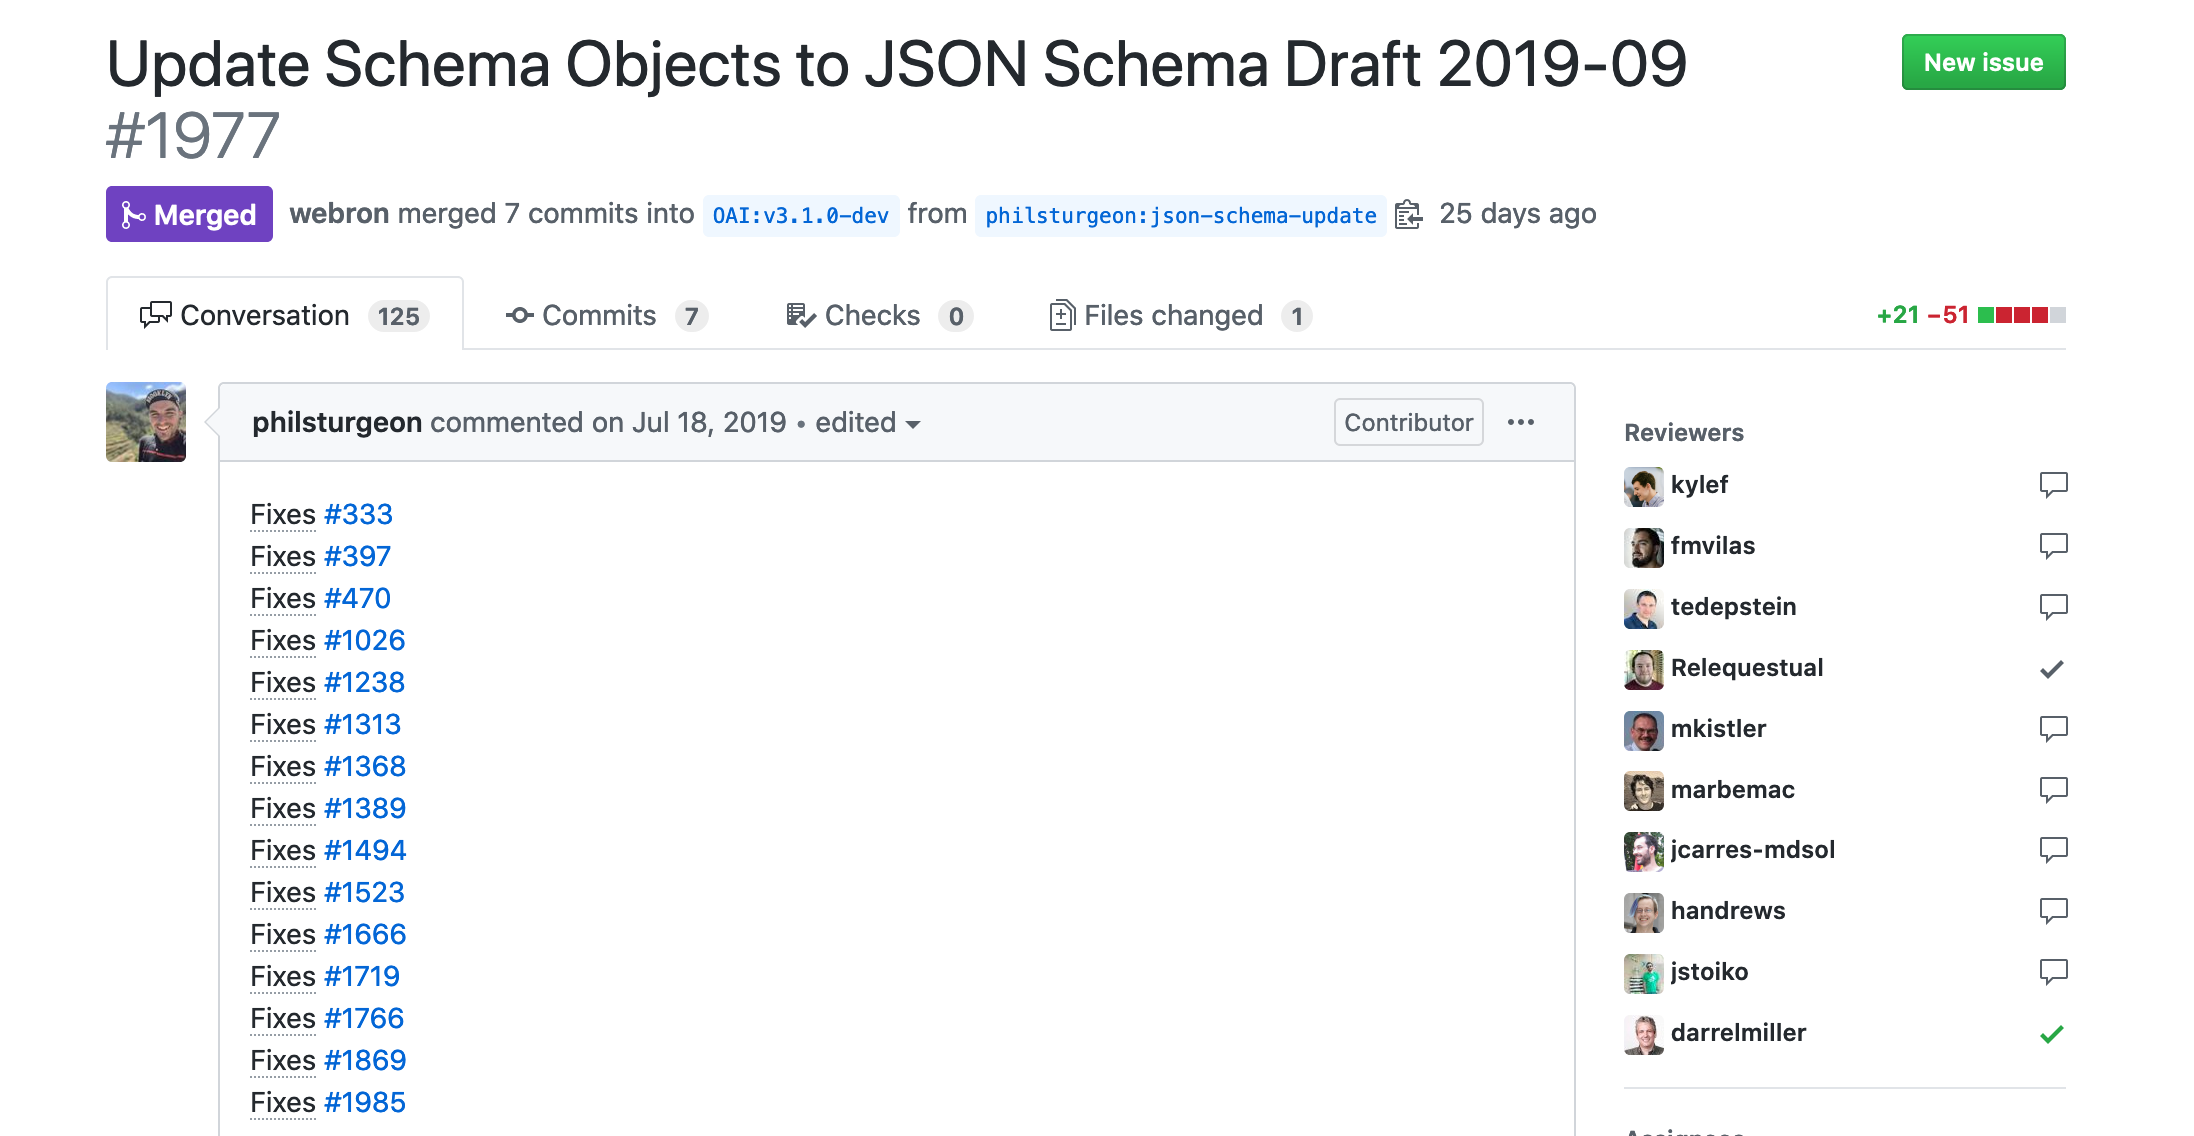 Update Schema Objects to JSON Schema Draft 2019-09
#1977
New issue
Merged webron merged 7 commits into OAI:v3.1.0-dev from philsturgeon:json-schema-update 25 days ago
Conversation 125 Commits 7 Checks 0 Files changed 1 +21 −51
philsturgeon commented on Jul 18, 2019 • edited Contributor
Fixes #333
Fixes #397
Fixes #470
Fixes #1026
Fixes #1238
Fixes #1313
Fixes #1368
Fixes #1389
Fixes #1494
Fixes #1523
Fixes #1666
Fixes #1719
Fixes #1766
Fixes #1869
Fixes #1985
Reviewers
kylef
fmvilas
tedepstein
Relequestual
mkistler
marbemac
jcarres-mdsol
handrews
jstoiko
darrelmiller